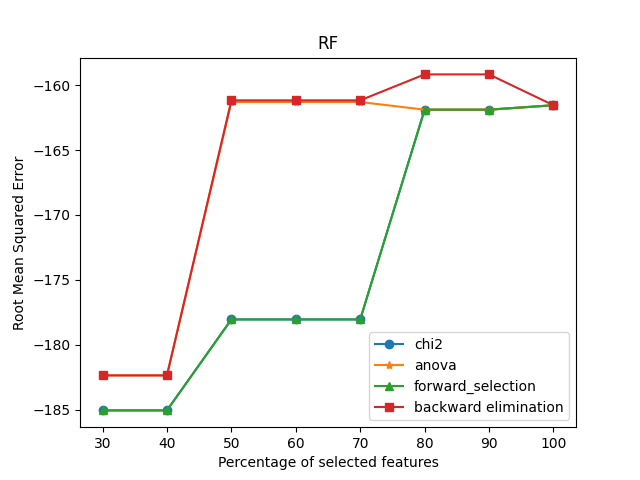 RF
Root Mean Squared Error
−160
−165
−170
−175
−180
−185
30 40 50 60 70 80 90 100
Percentage of selected features
chi2
anova
forward_selection
backward elimination